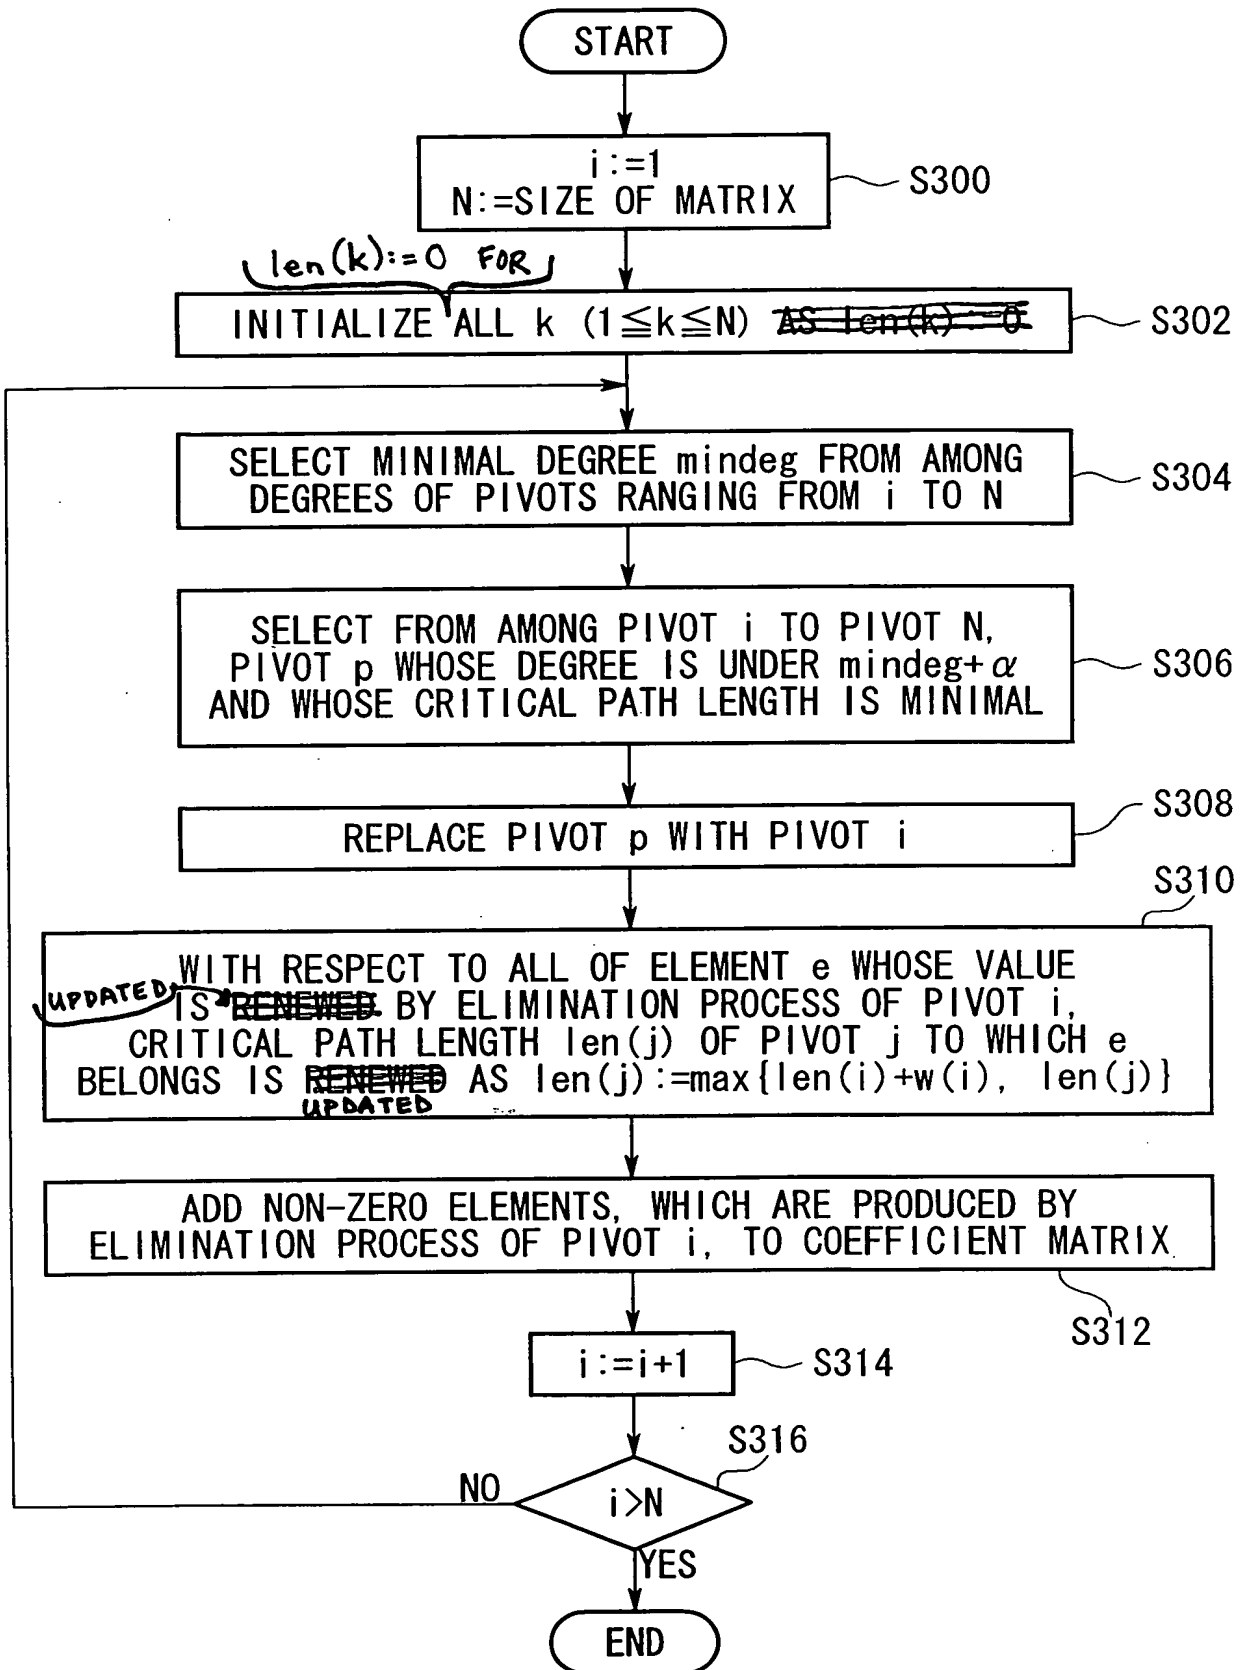 START
i:=1
N:=SIZE OF MATRIX
S300
len(k):=0 FOR
INITIALIZE ALL k (1≦k≦N) AS len(k):=0
S302
SELECT MINIMAL DEGREE mindeg FROM AMONG
DEGREES OF PIVOTS RANGING FROM i TO N
S304
SELECT FROM AMONG PIVOT i TO PIVOT N,
PIVOT p WHOSE DEGREE IS UNDER mindeg+α
AND WHOSE CRITICAL PATH LENGTH IS MINIMAL
S306
REPLACE PIVOT p WITH PIVOT i
S308
S310
WITH RESPECT TO ALL OF ELEMENT e WHOSE VALUE
UPDATED
IS RENEWED BY ELIMINATION PROCESS OF PIVOT i,
CRITICAL PATH LENGTH len(j) OF PIVOT j TO WHICH e
BELONGS IS RENEWED AS len(j):=max{len(i)+w(i), len(j)}
UPDATED
ADD NON-ZERO ELEMENTS, WHICH ARE PRODUCED BY
ELIMINATION PROCESS OF PIVOT i, TO COEFFICIENT MATRIX
S312
i:=i+1
S314
S316
NO
i>N
YES
END